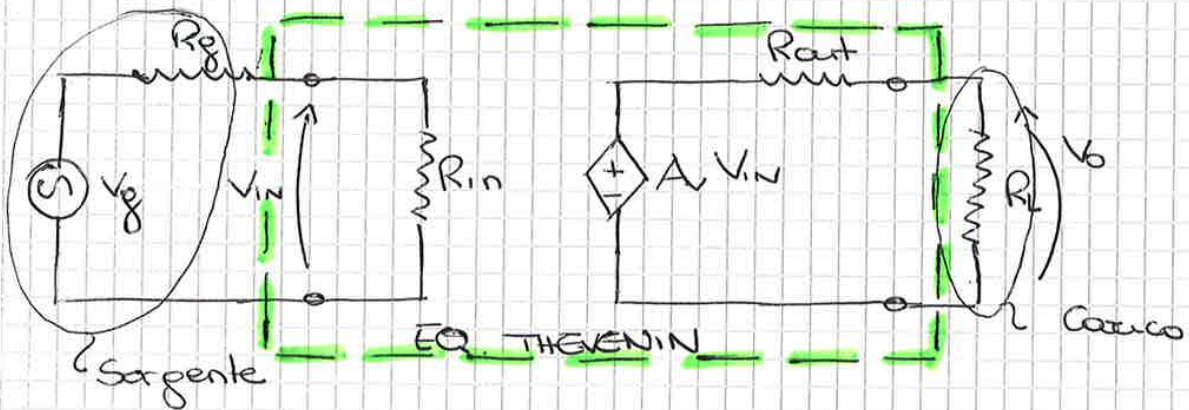 Rg
Rout
Vg
VIN
Rin
+
-
Av VIN
RL
Vo
EQ. THEVENIN
Carico
Sorgente